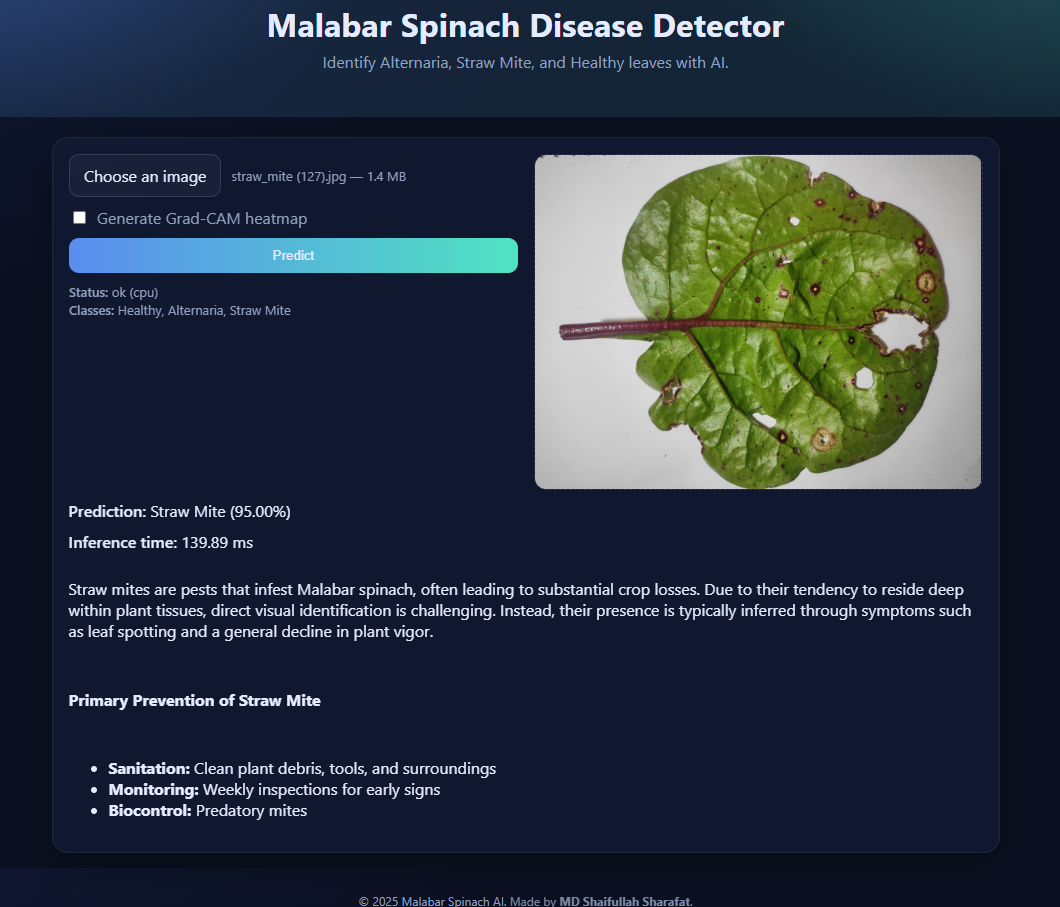 Malabar Spinach Disease Detector
Identify Alternaria, Straw Mite, and Healthy leaves with AI.
Choose an image
straw_mite (127).jpg — 1.4 MB
Generate Grad-CAM heatmap
Predict
Status: ok (cpu)
Classes: Healthy, Alternaria, Straw Mite
Prediction: Straw Mite (95.00%)
Inference time: 139.89 ms
Straw mites are pests that infest Malabar spinach, often leading to substantial crop losses. Due to their tendency to reside deep
within plant tissues, direct visual identification is challenging. Instead, their presence is typically inferred through symptoms such
as leaf spotting and a general decline in plant vigor.
Primary Prevention of Straw Mite
• Sanitation: Clean plant debris, tools, and surroundings
• Monitoring: Weekly inspections for early signs
• Biocontrol: Predatory mites
© 2025 Malabar Spinach AI. Made by MD Shaifullah Sharafat.